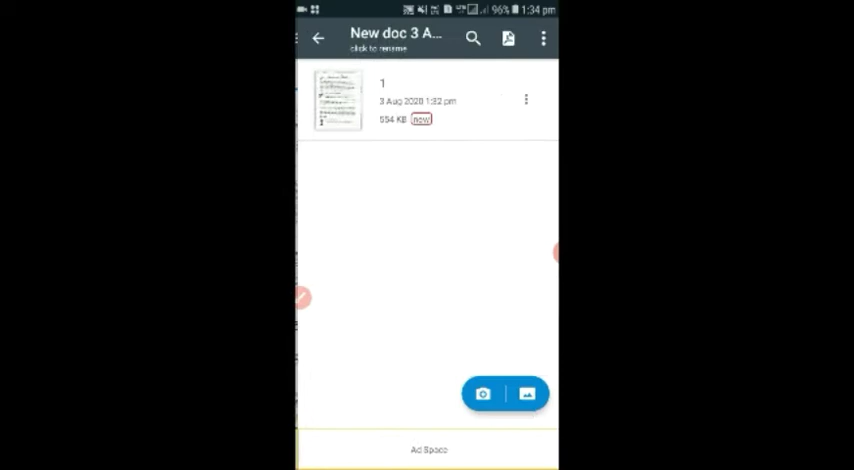 96% 1:34 pm
New doc 3 A...
click to rename
1
3 Aug 2020 1:32 pm
554 KB new
Ad Space